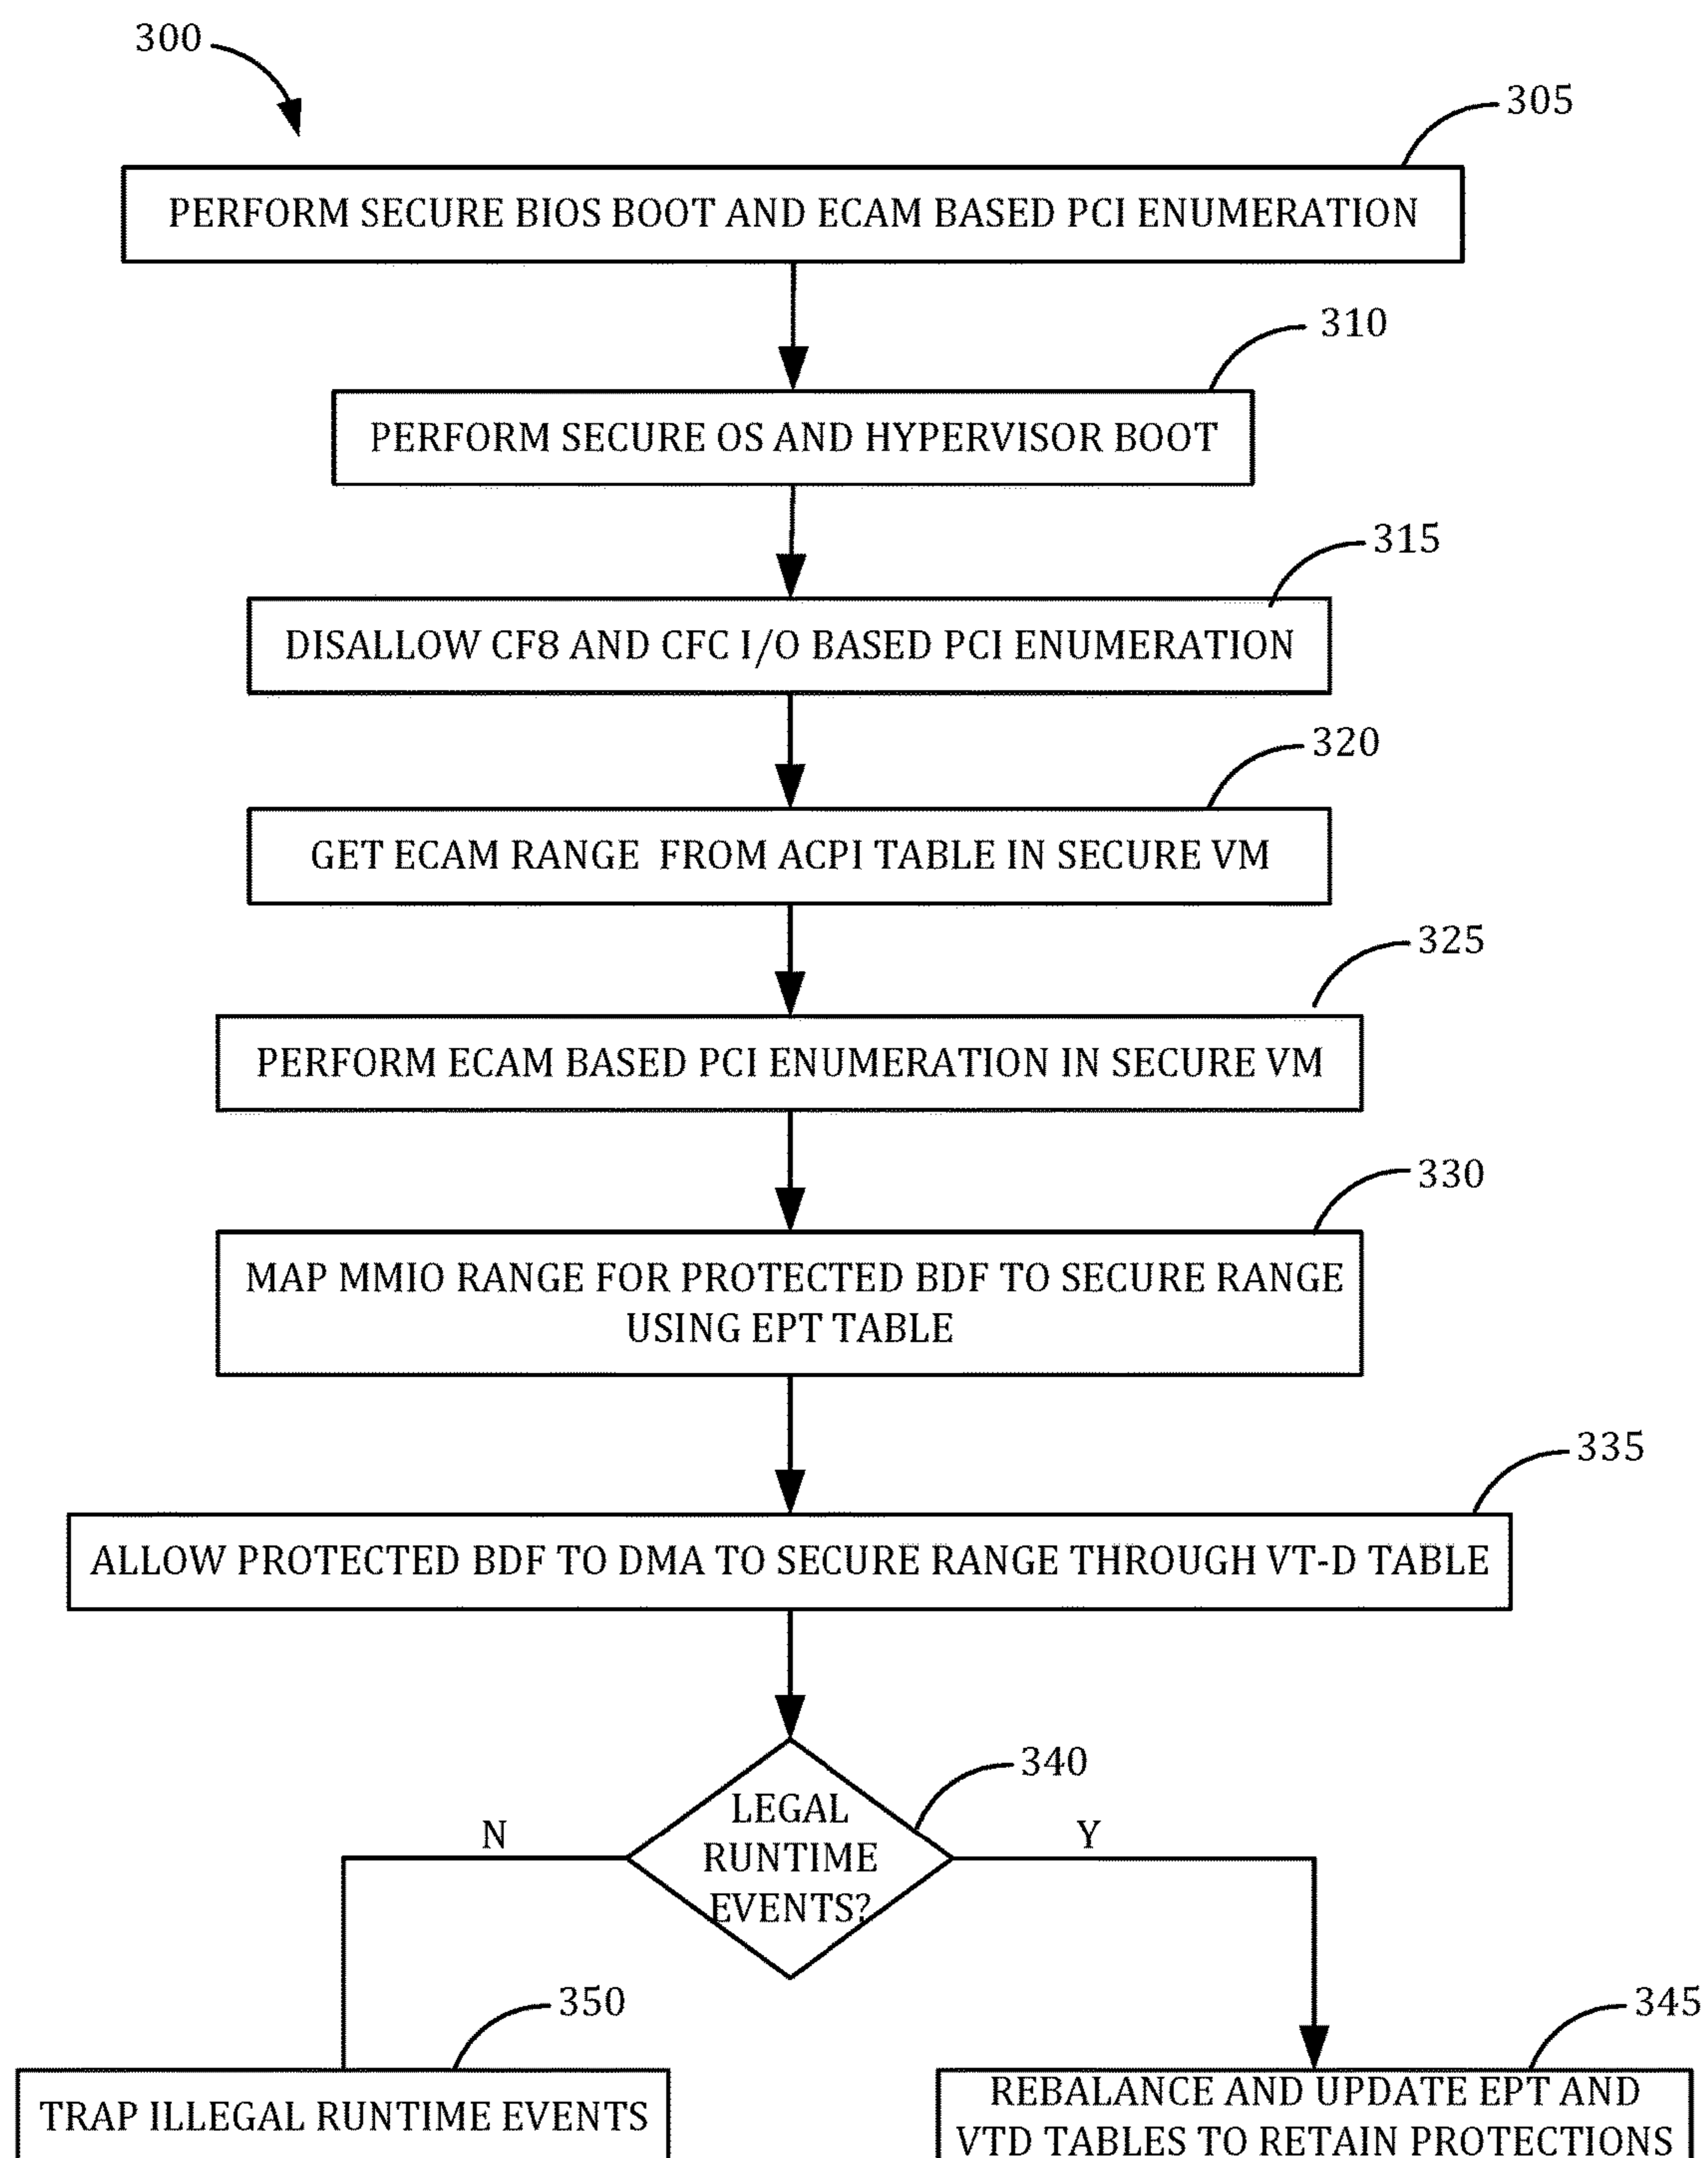 300
305
PERFORM SECURE BIOS BOOT AND ECAM BASED PCI ENUMERATION
310
PERFORM SECURE OS AND HYPERVISOR BOOT
315
DISALLOW CF8 AND CFC I/O BASED PCI ENUMERATION
320
GET ECAM RANGE FROM ACPI TABLE IN SECURE VM
325
PERFORM ECAM BASED PCI ENUMERATION IN SECURE VM
330
MAP MMIO RANGE FOR PROTECTED BDF TO SECURE RANGE
USING EPT TABLE
335
ALLOW PROTECTED BDF TO DMA TO SECURE RANGE THROUGH VT-D TABLE
340
LEGAL
RUNTIME
EVENTS?
N
Y
350
TRAP ILLEGAL RUNTIME EVENTS
345
REBALANCE AND UPDATE EPT AND
VTD TABLES TO RETAIN PROTECTIONS